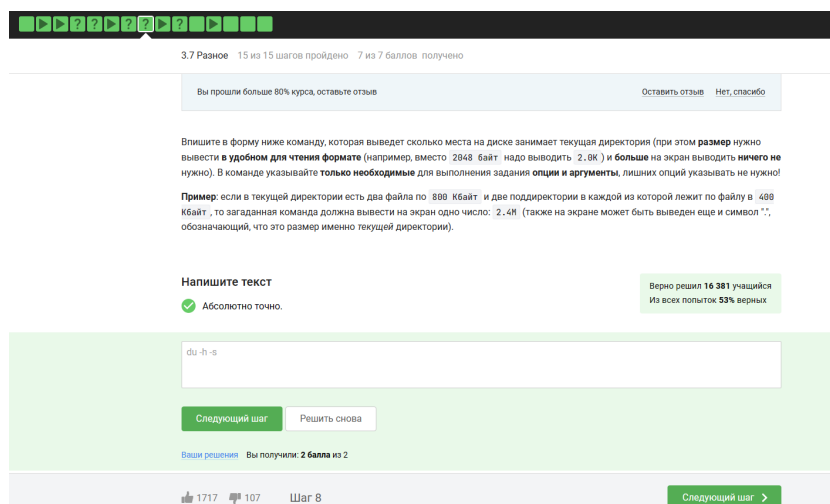 3.7 Разное 15 из 15 шагов пройдено 7 из 7 баллов получено
Вы прошли больше 80% курса, оставьте отзыв Оставить отзыв Нет, спасибо
Впишите в форму ниже команду, которая выведет сколько места на диске занимает текущая директория (при этом размер нужно
вывести в удобном для чтения формате (например, вместо 2048 байт надо выводить 2.0K ) и больше на экран выводить ничего не
нужно). В команде указывайте только необходимые для выполнения задания опции и аргументы, лишних опций указывать не нужно!
Пример: если в текущей директории есть два файла по 800 Кбайт и две поддиректории в каждой из которой лежит по файлу в 400
Кбайт , то загаданная команда должна вывести на экран одно число: 2.4M (также на экране может быть выведен еще и символ ".",
обозначающий, что это размер именно текущей директории).
Напишите текст
Верно решил 16 381 учащийся
Абсолютно точно.
Из всех попыток 53% верных
du -h -s
Следующий шаг Решить снова
Ваши решения Вы получили: 2 балла из 2
1717 107 Шаг 8 Следующий шаг